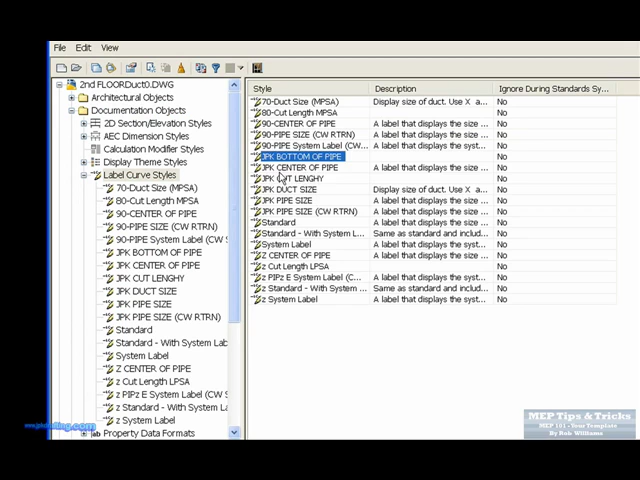 File Edit View
2nd FLOORDuct0.DWG
Architectural Objects
Documentation Objects
2D Section/Elevation Styles
AEC Dimension Styles
Calculation Modifier Styles
Display Theme Styles
Label Curve Styles
70-Duct Size (MPSA)
80-Cut Length MPSA
90-CENTER OF PIPE
90-PIPE SIZE (CW RTRN)
90-PIPE System Label (CW S
JPK BOTTOM OF PIPE
JPK CENTER OF PIPE
JPK CUT LENGHY
JPK DUCT SIZE
JPK PIPE SIZE
JPK PIPE SIZE (CW RTRN)
Standard
Standard - With System Lab
System Label
Z CENTER OF PIPE
z Cut Length LPSA
z PIPz E System Label (CW S
z Standard - With System L
z System Label
Property Data Formats
Style Description Ignore During Standards Sy...
70-Duct Size (MPSA) Display size of duct. Use X a... No
80-Cut Length MPSA No
90-CENTER OF PIPE A label that displays the e... No
90-PIPE SIZE (CW RTRN) A label that displays the size... No
90-PIPE System Label (CW... A label that displays the syst... No
JPK BOTTOM OF PIPE No
JPK CENTER OF PIPE A label that displays the e... No
JPK CUT LENGHY No
JPK DUCT SIZE Display size of duct. Use X a... No
JPK PIPE SIZE A label that displays the size... No
JPK PIPE SIZE (CW RTRN) A label that displays the size... No
Standard A label that displays the size... No
Standard - With System L... Same as standard and includ... No
System Label A label that displays the syst... No
Z CENTER OF PIPE A label that displays the e... No
z Cut Length LPSA No
z PIPz E System Label (C... A label that displays the syst... No
z Standard - With System ... Same as standard and includ... No
z System Label A label that displays the syst... No
MEP Tips & Tricks
MEP 101 - Your Template
By Rob Williams